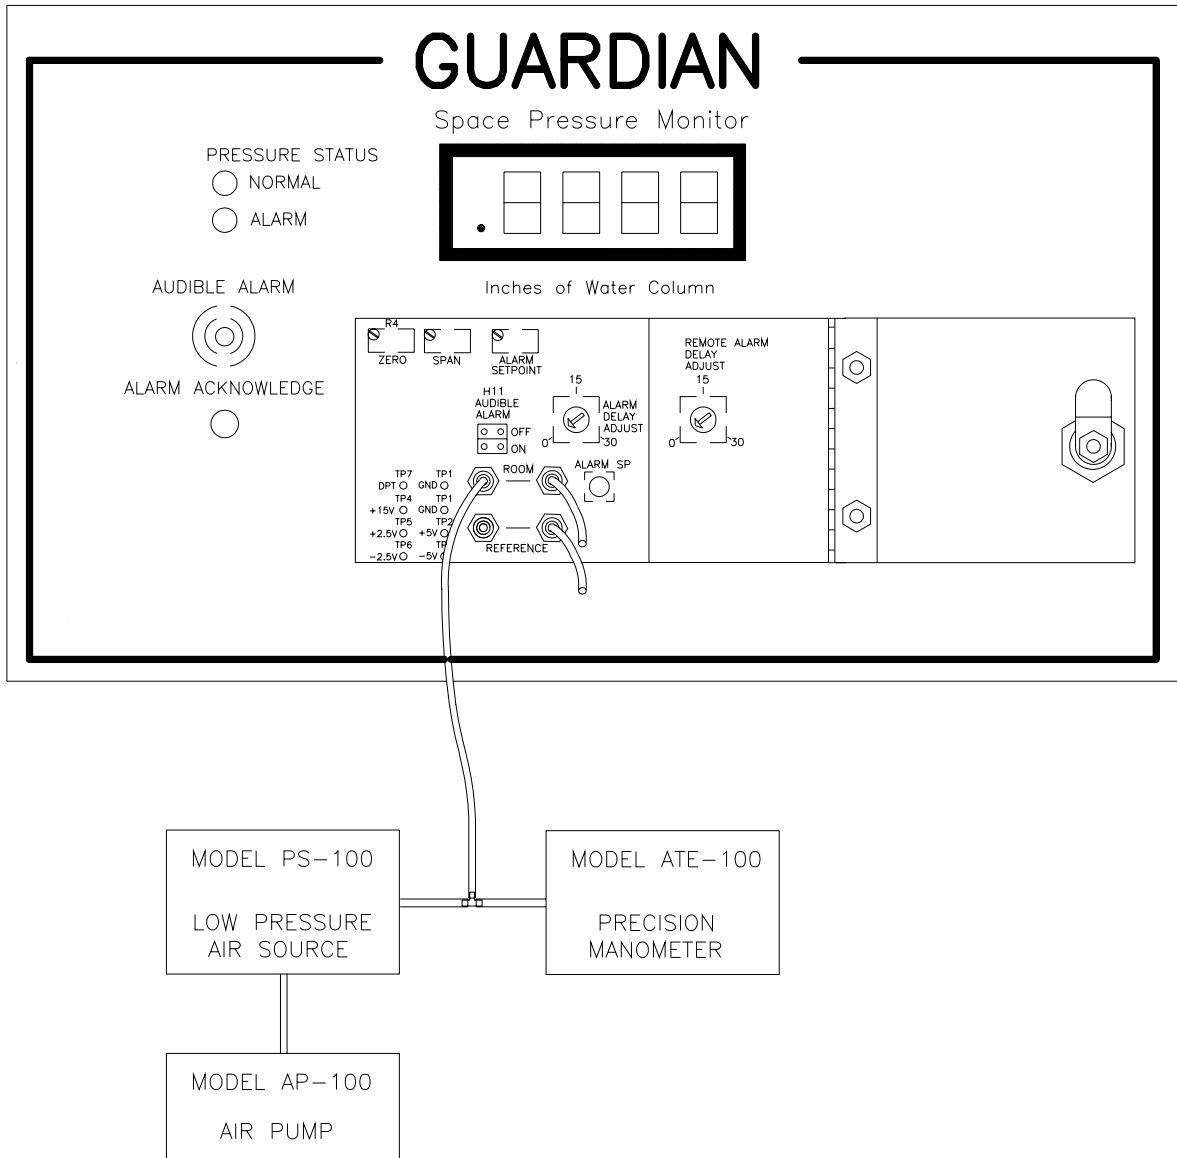 GUARDIAN
Space Pressure Monitor
PRESSURE STATUS
NORMAL
ALARM
Inches of Water Column
AUDIBLE ALARM
ALARM ACKNOWLEDGE
R4
ZERO
SPAN
ALARM
SETPOINT
REMOTE ALARM
DELAY
ADJUST
15
0
30
H11
AUDIBLE
ALARM
OFF
ON
15
ALARM
DELAY
ADJUST
0
30
ROOM
ALARM SP
TP7 TP1
DPT GND
TP4 TP1
+15V GND
TP5 TP2
+2.5V +5V
TP6 TP
-2.5V -5V
REFERENCE
MODEL PS-100
LOW PRESSURE
AIR SOURCE
MODEL ATE-100
PRECISION
MANOMETER
MODEL AP-100
AIR PUMP